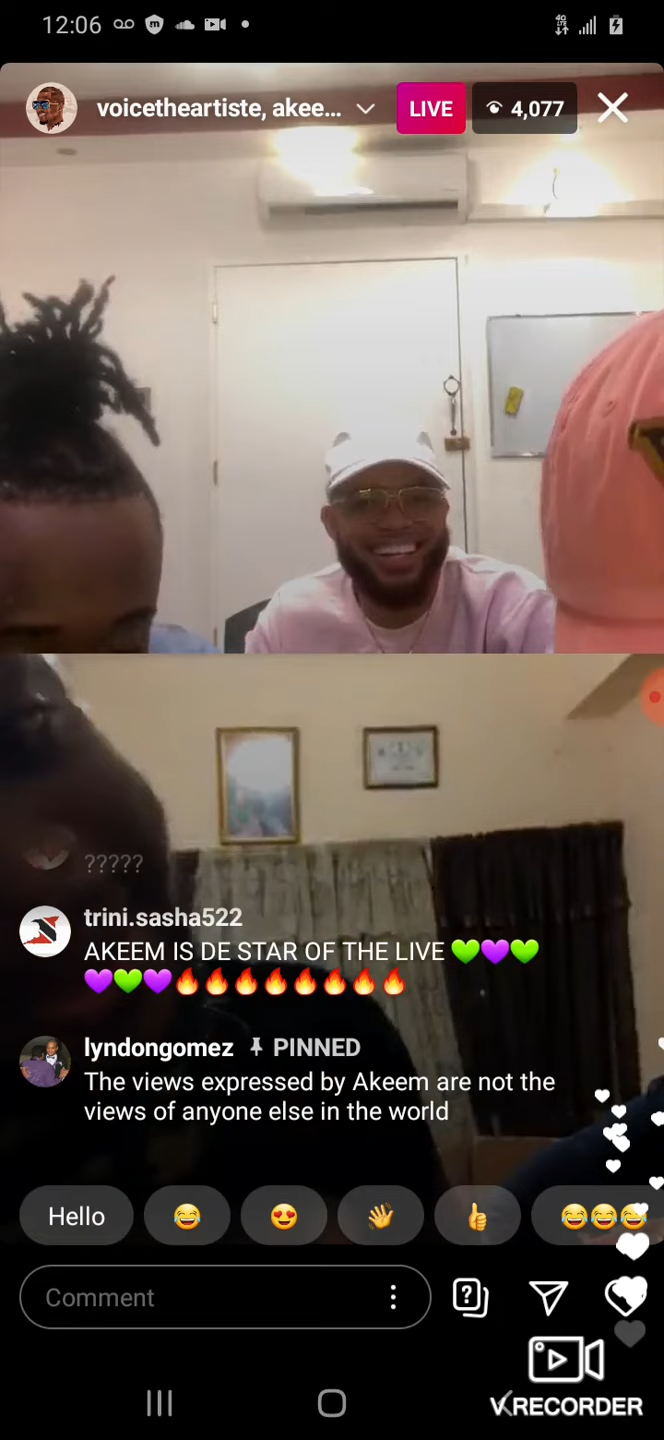 12:06
voicetheartiste, akee...
LIVE
4,077
?????
trini.sasha522
AKEEM IS DE STAR OF THE LIVE 💚💜💚
💜💚💜🔥🔥🔥🔥🔥🔥🔥🔥
lyndongomez PINNED
The views expressed by Akeem are not the
views of anyone else in the world
Hello 😂 😍 👋 👍 😂😂😂
Comment
VRECORDER